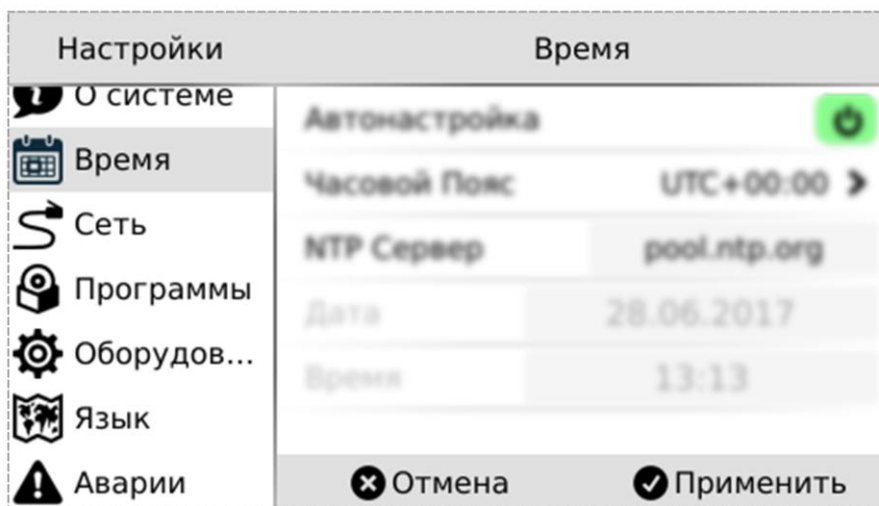 Настройки
Время
О системе
Время
Сеть
Программы
Оборудов...
Язык
Аварии
Автонастройка
Часовой Пояс UTC+00:00
NTP Сервер pool.ntp.org
Дата 28.06.2017
Время 13:13
Отмена Применить